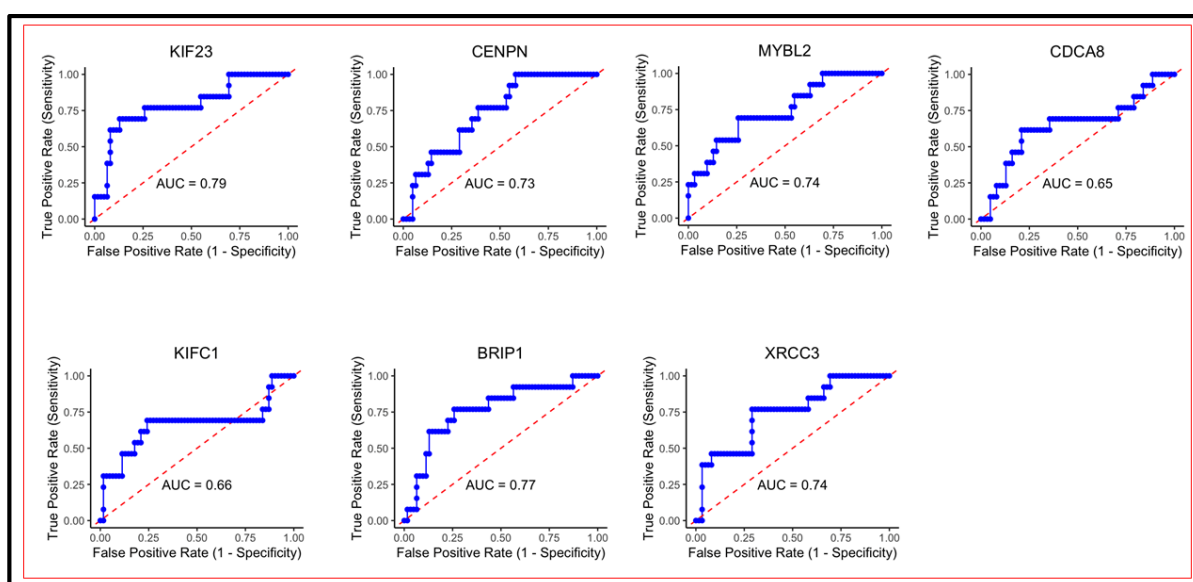 KIF23
True Positive Rate (Sensitivity)
1.00
0.75
0.50
0.25
0.00
AUC = 0.79
0.00 0.25 0.50 0.75 1.00
False Positive Rate (1 - Specificity)
CENPN
True Positive Rate (Sensitivity)
1.00
0.75
0.50
0.25
0.00
AUC = 0.73
0.00 0.25 0.50 0.75 1.00
False Positive Rate (1 - Specificity)
MYBL2
True Positive Rate (Sensitivity)
1.00
0.75
0.50
0.25
0.00
AUC = 0.74
0.00 0.25 0.50 0.75 1.00
False Positive Rate (1 - Specificity)
CDCA8
True Positive Rate (Sensitivity)
1.00
0.75
0.50
0.25
0.00
AUC = 0.65
0.00 0.25 0.50 0.75 1.00
False Positive Rate (1 - Specificity)
KIFC1
True Positive Rate (Sensitivity)
1.00
0.75
0.50
0.25
0.00
AUC = 0.66
0.00 0.25 0.50 0.75 1.00
False Positive Rate (1 - Specificity)
BRIP1
True Positive Rate (Sensitivity)
1.00
0.75
0.50
0.25
0.00
AUC = 0.77
0.00 0.25 0.50 0.75 1.00
False Positive Rate (1 - Specificity)
XRCC3
True Positive Rate (Sensitivity)
1.00
0.75
0.50
0.25
0.00
AUC = 0.74
0.00 0.25 0.50 0.75 1.00
False Positive Rate (1 - Specificity)